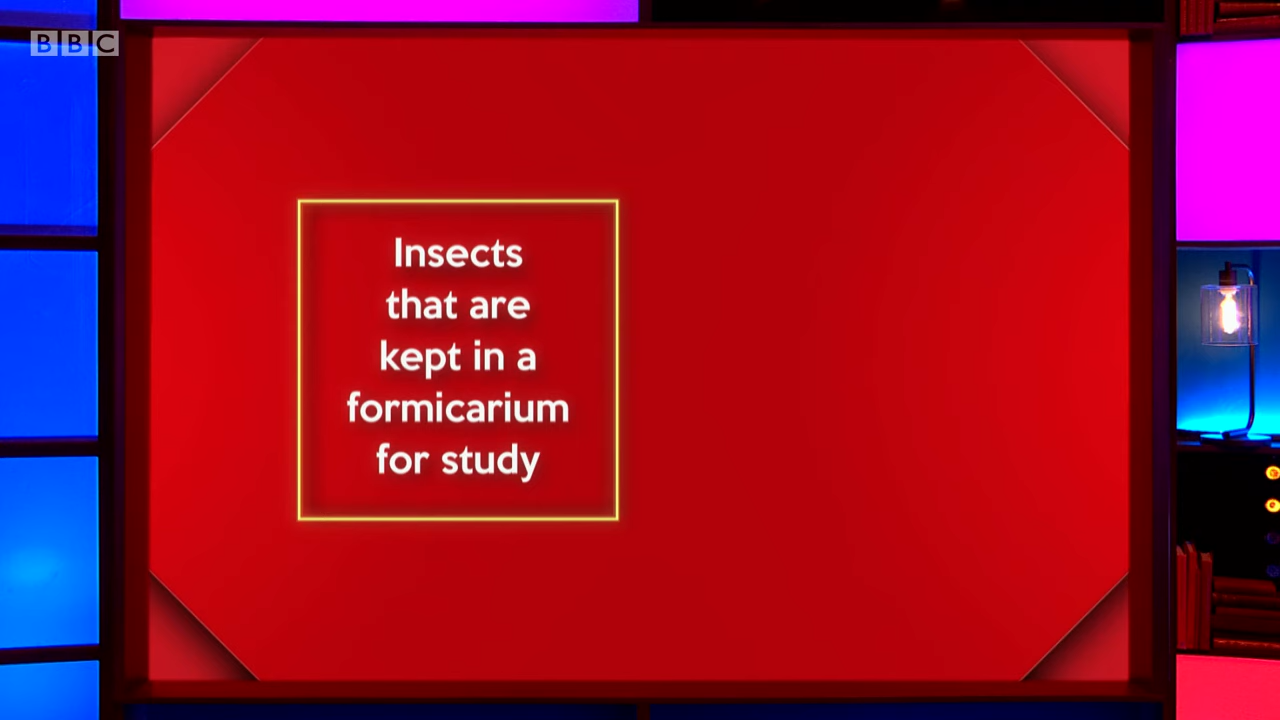 BBC
Insects
that are
kept in a
formicarium
for study